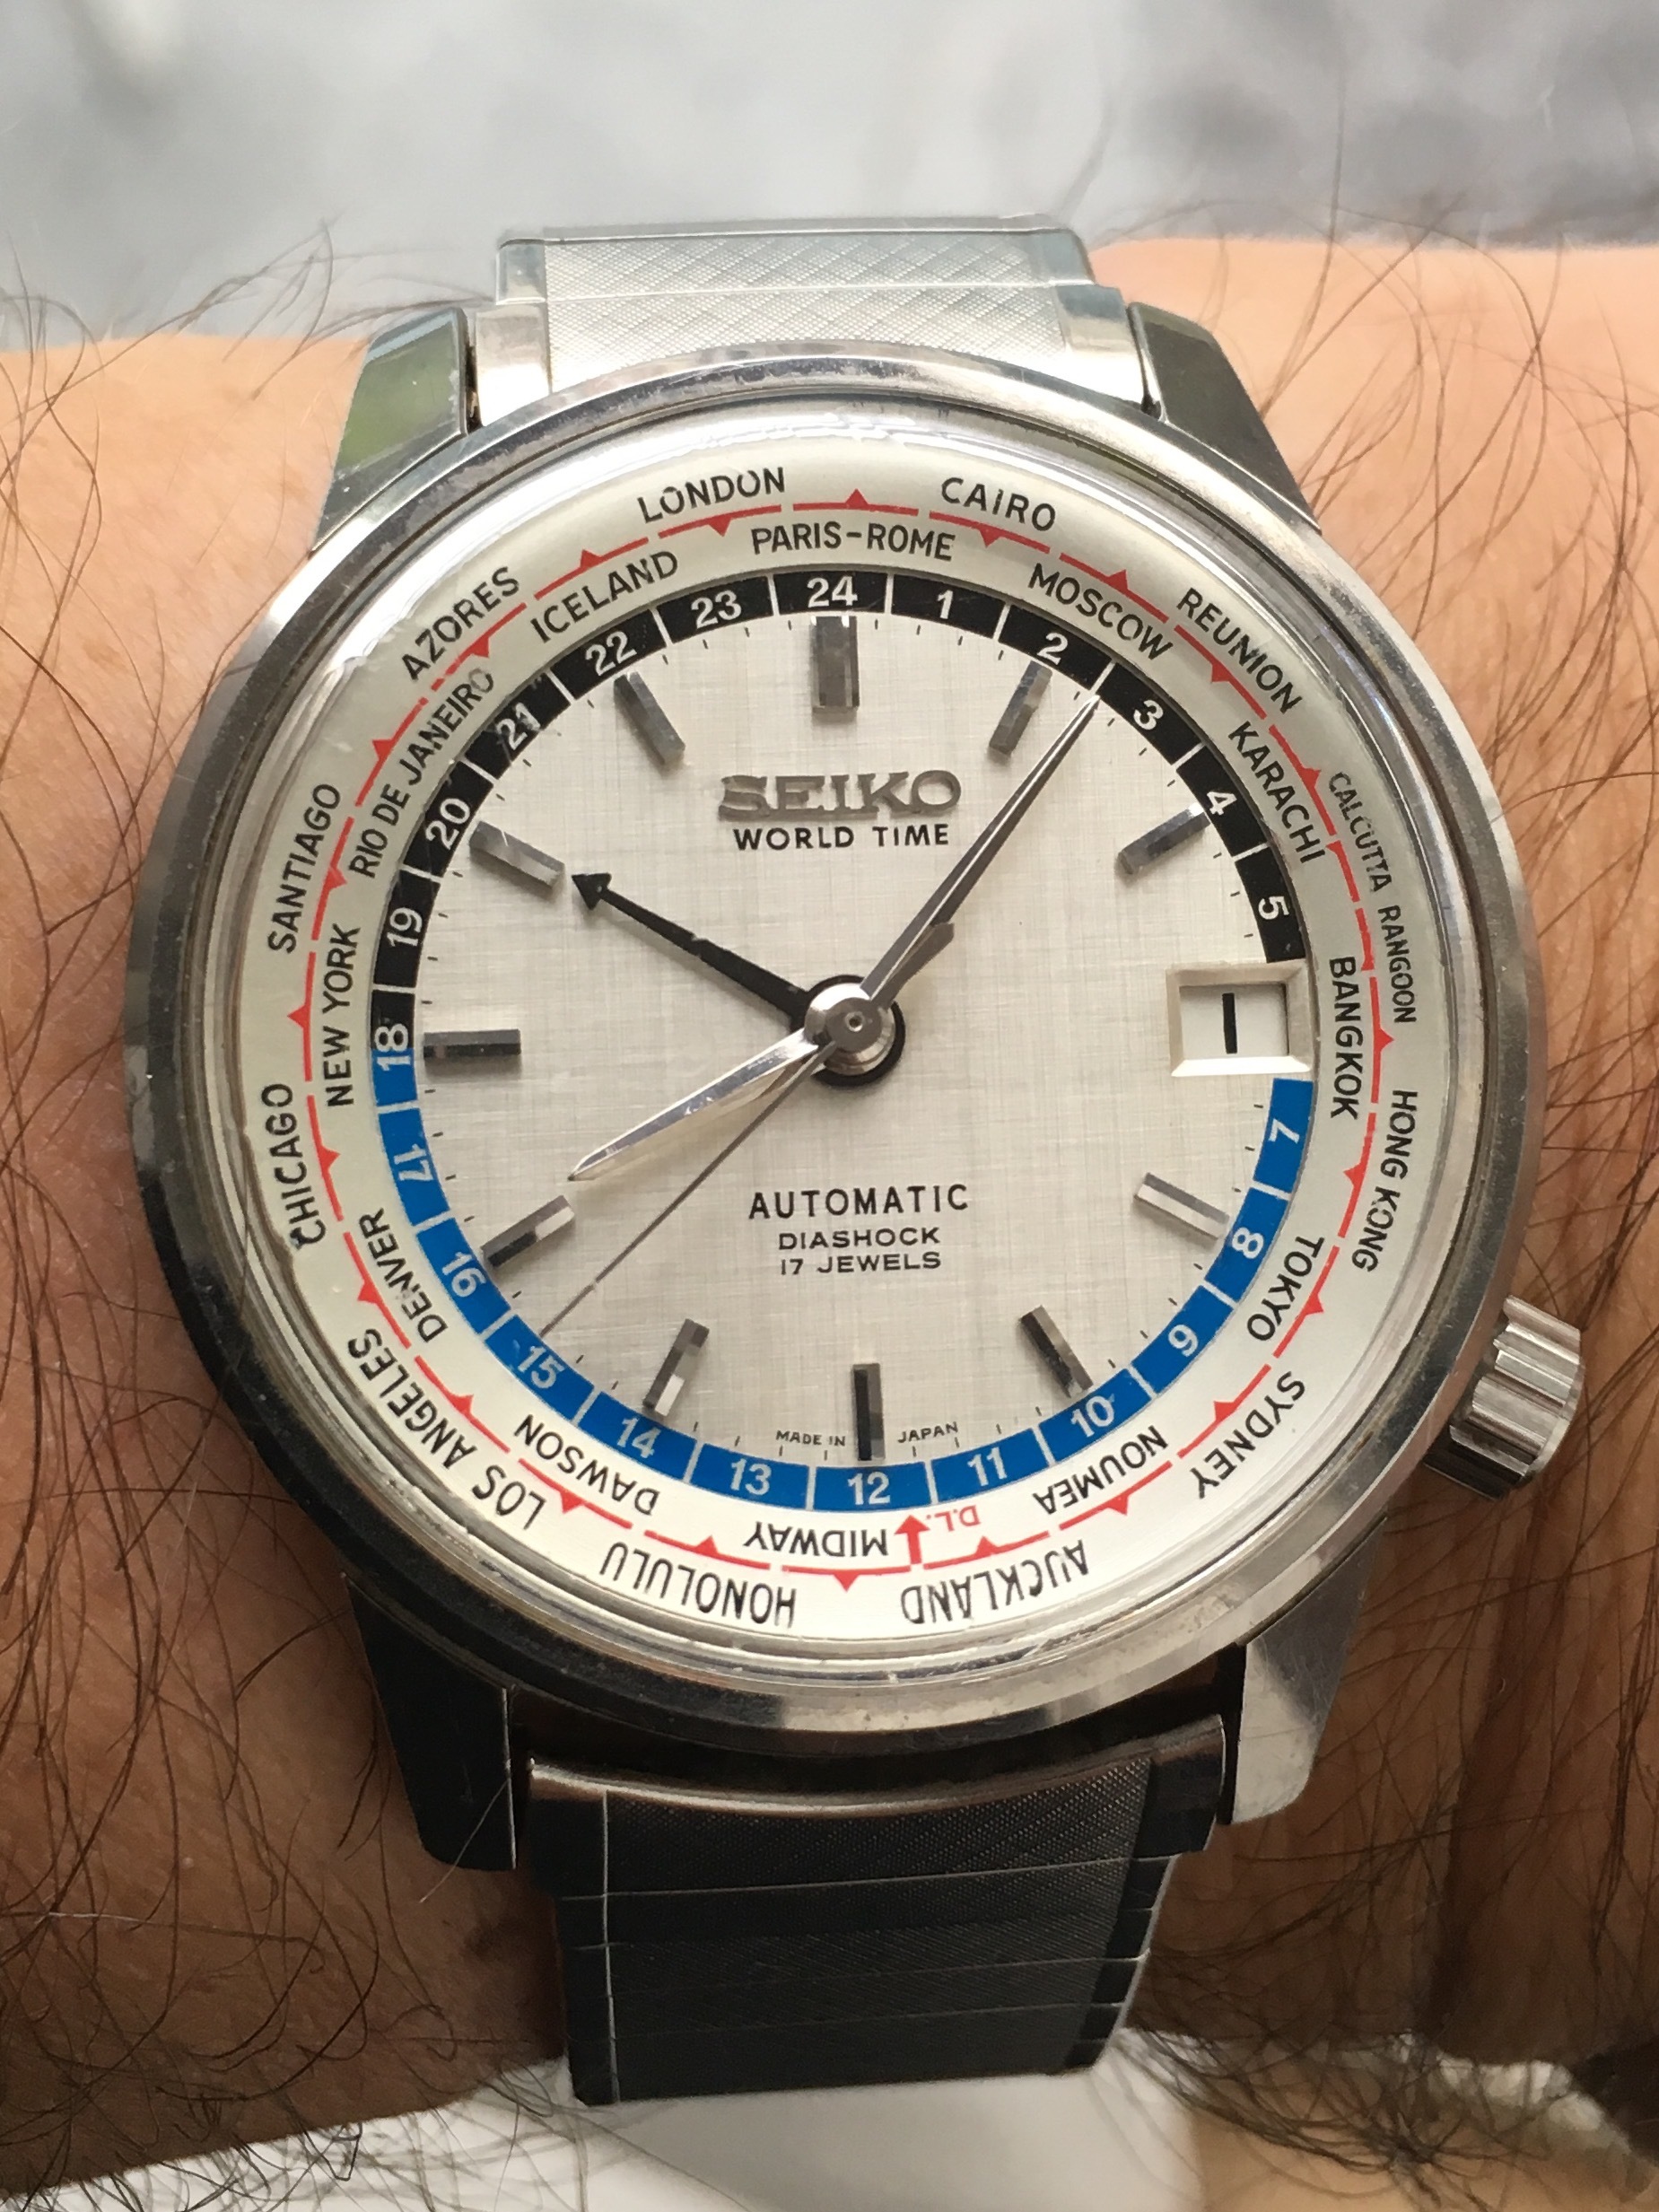 LONDON
CAIRO
REUNION
CALCUTTA
RANGOON
HONG KONG
SYDNEY
AUCKLAND
HONOLULU
LOS ANGELES
CHICAGO
SANTIAGO
AZORES
PARIS-ROME
MOSCOW
KARACHI
BANGKOK
TOKYO
NOUMEA
D.L.
MIDWAY
DAWSON
DENVER
NEW YORK
RIO DE JANEIRO
ICELAND
24
1
2
3
4
5
7
8
9
10
11
12
13
14
15
16
17
18
19
20
21
22
23
SEIKO
WORLD TIME
1
AUTOMATIC
DIASHOCK
17 JEWELS
MADE IN JAPAN